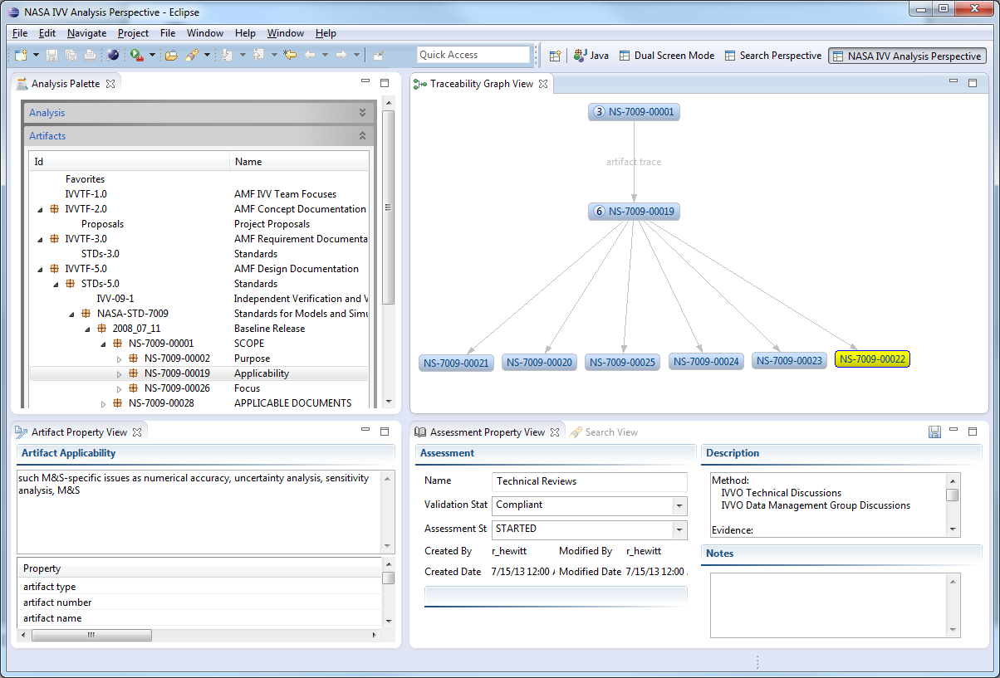 NASA IVV Analysis Perspective - Eclipse
File Edit Navigate Project File Window Help Window Help
Quick Access
Java Dual Screen Mode Search Perspective NASA IVV Analysis Perspective
Analysis Palette
Analysis
Artifacts
Id Name
Favorites
IVVTF-1.0 AMF IVV Team Focuses
IVVTF-2.0 AMF Concept Documentation
Proposals Project Proposals
IVVTF-3.0 AMF Requirement Documenta
STDs-3.0 Standards
IVVTF-5.0 AMF Design Documentation
STDs-5.0 Standards
IVV-09-1 Independent Verification and V
NASA-STD-7009 Standards for Models and Simu
2008_07_11 Baseline Release
NS-7009-00001 SCOPE
NS-7009-00002 Purpose
NS-7009-00019 Applicability
NS-7009-00026 Focus
NS-7009-00028 APPLICABLE DOCUMENTS
Traceability Graph View
3 NS-7009-00001
artifact trace
6 NS-7009-00019
NS-7009-00021 NS-7009-00020 NS-7009-00025 NS-7009-00024 NS-7009-00023 NS-7009-00022
Artifact Property View
Artifact Applicability
such M&S-specific issues as numerical accuracy, uncertainty analysis, sensitivity
analysis, M&S
Property
artifact type
artifact number
artifact name
Assessment Property View Search View
Assessment
Name Technical Reviews
Validation Stat Compliant
Assessment St STARTED
Created By r_hewitt Modified By r_hewitt
Created Date 7/15/13 12:00 Modified Date 7/15/13 12:00
Description
Method:
IVVO Technical Discussions
IVVO Data Management Group Discussions
Evidence:
Notes